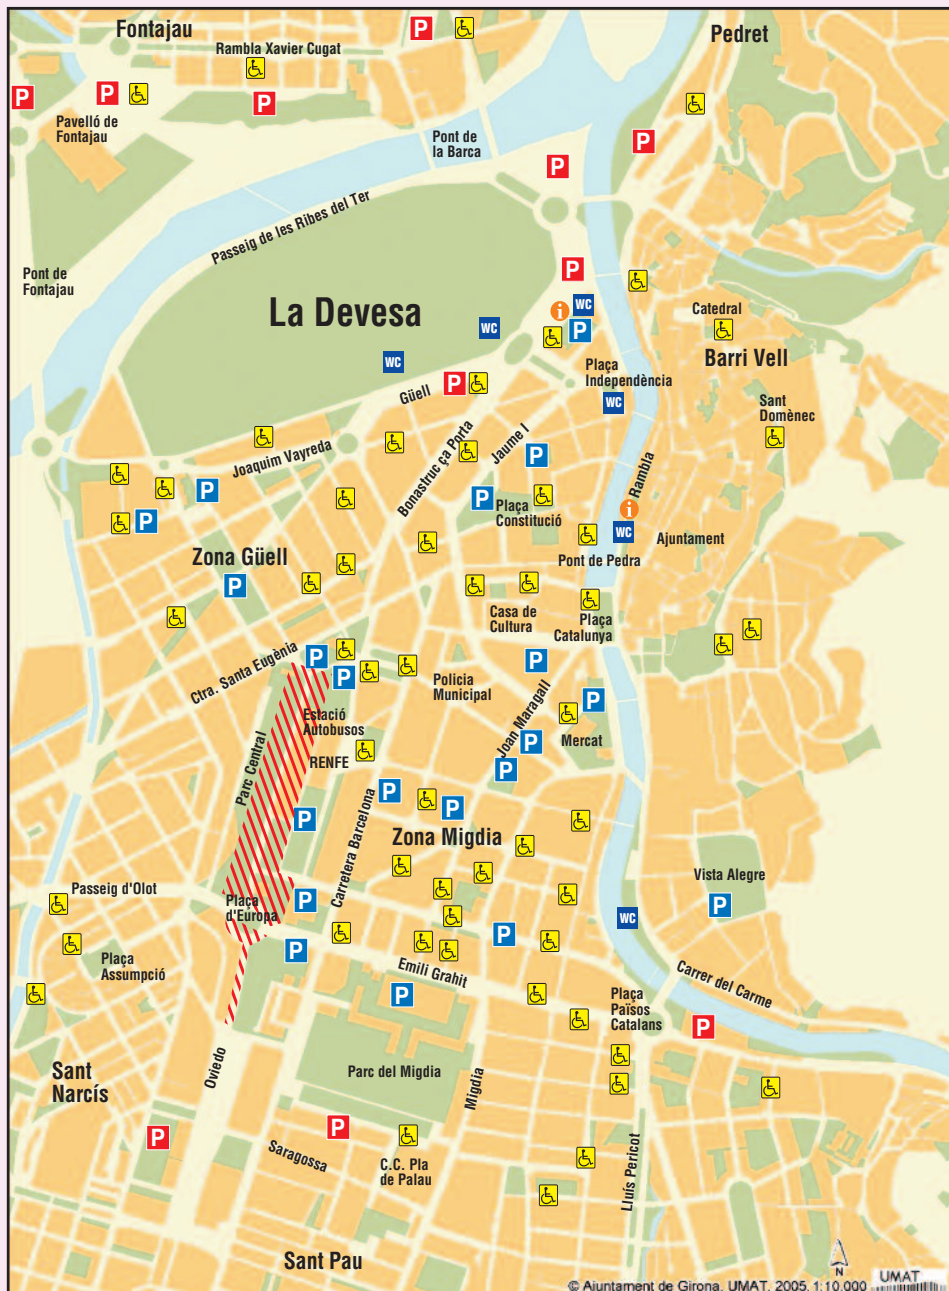 Fontajau
P
Pedret
Rambla Xavier Cugat
P
P
P
Pavelló de
Fontajau
Pont de
la Barca
P
P
Passeig de les Ribes del Ter
Pont de
Fontajau
P
La Devesa
i
WC
Catedral
WC
P
Barri Vell
WC
Plaça
Independència
Güell
P
WC
Sant
Domènec
Joaquim Vayreda
Bonastruc ça Porta
Jaume I
P
Rambla
P
P
Plaça
Constitució
i
P
WC
Ajuntament
Zona Güell
Pont de Pedra
P
Casa de
Cultura
Plaça
Catalunya
Ctra. Santa Eugènia
P
P
P
Policia
Municipal
Joan Maragall
P
Estació
Autobusos
P
Mercat
RENFE
P
Parc Central
P
Carretera Barcelona
P
P
Zona Migdia
Vista Alegre
Passeig d'Olot
Plaça
d'Europa
P
P
WC
P
P
Plaça
Assumpció
Emili Grahit
Carrer del Carme
P
Plaça
Països
Catalans
P
Oviedo
Sant
Narcís
Parc del Migdia
Migdia
P
P
Saragossa
C.C. Pla
de Palau
Lluís Pericot
Sant Pau
N
© Ajuntament de Girona. UMAT. 2005. 1:10.000
UMAT